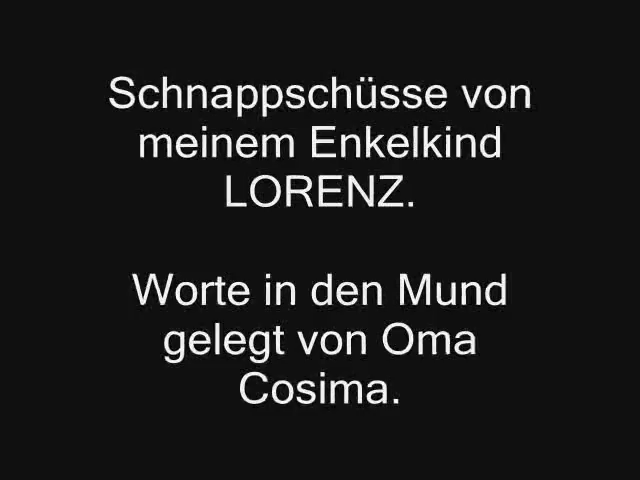 Schnappschüsse von
meinem Enkelkind
LORENZ.
Worte in den Mund
gelegt von Oma
Cosima.